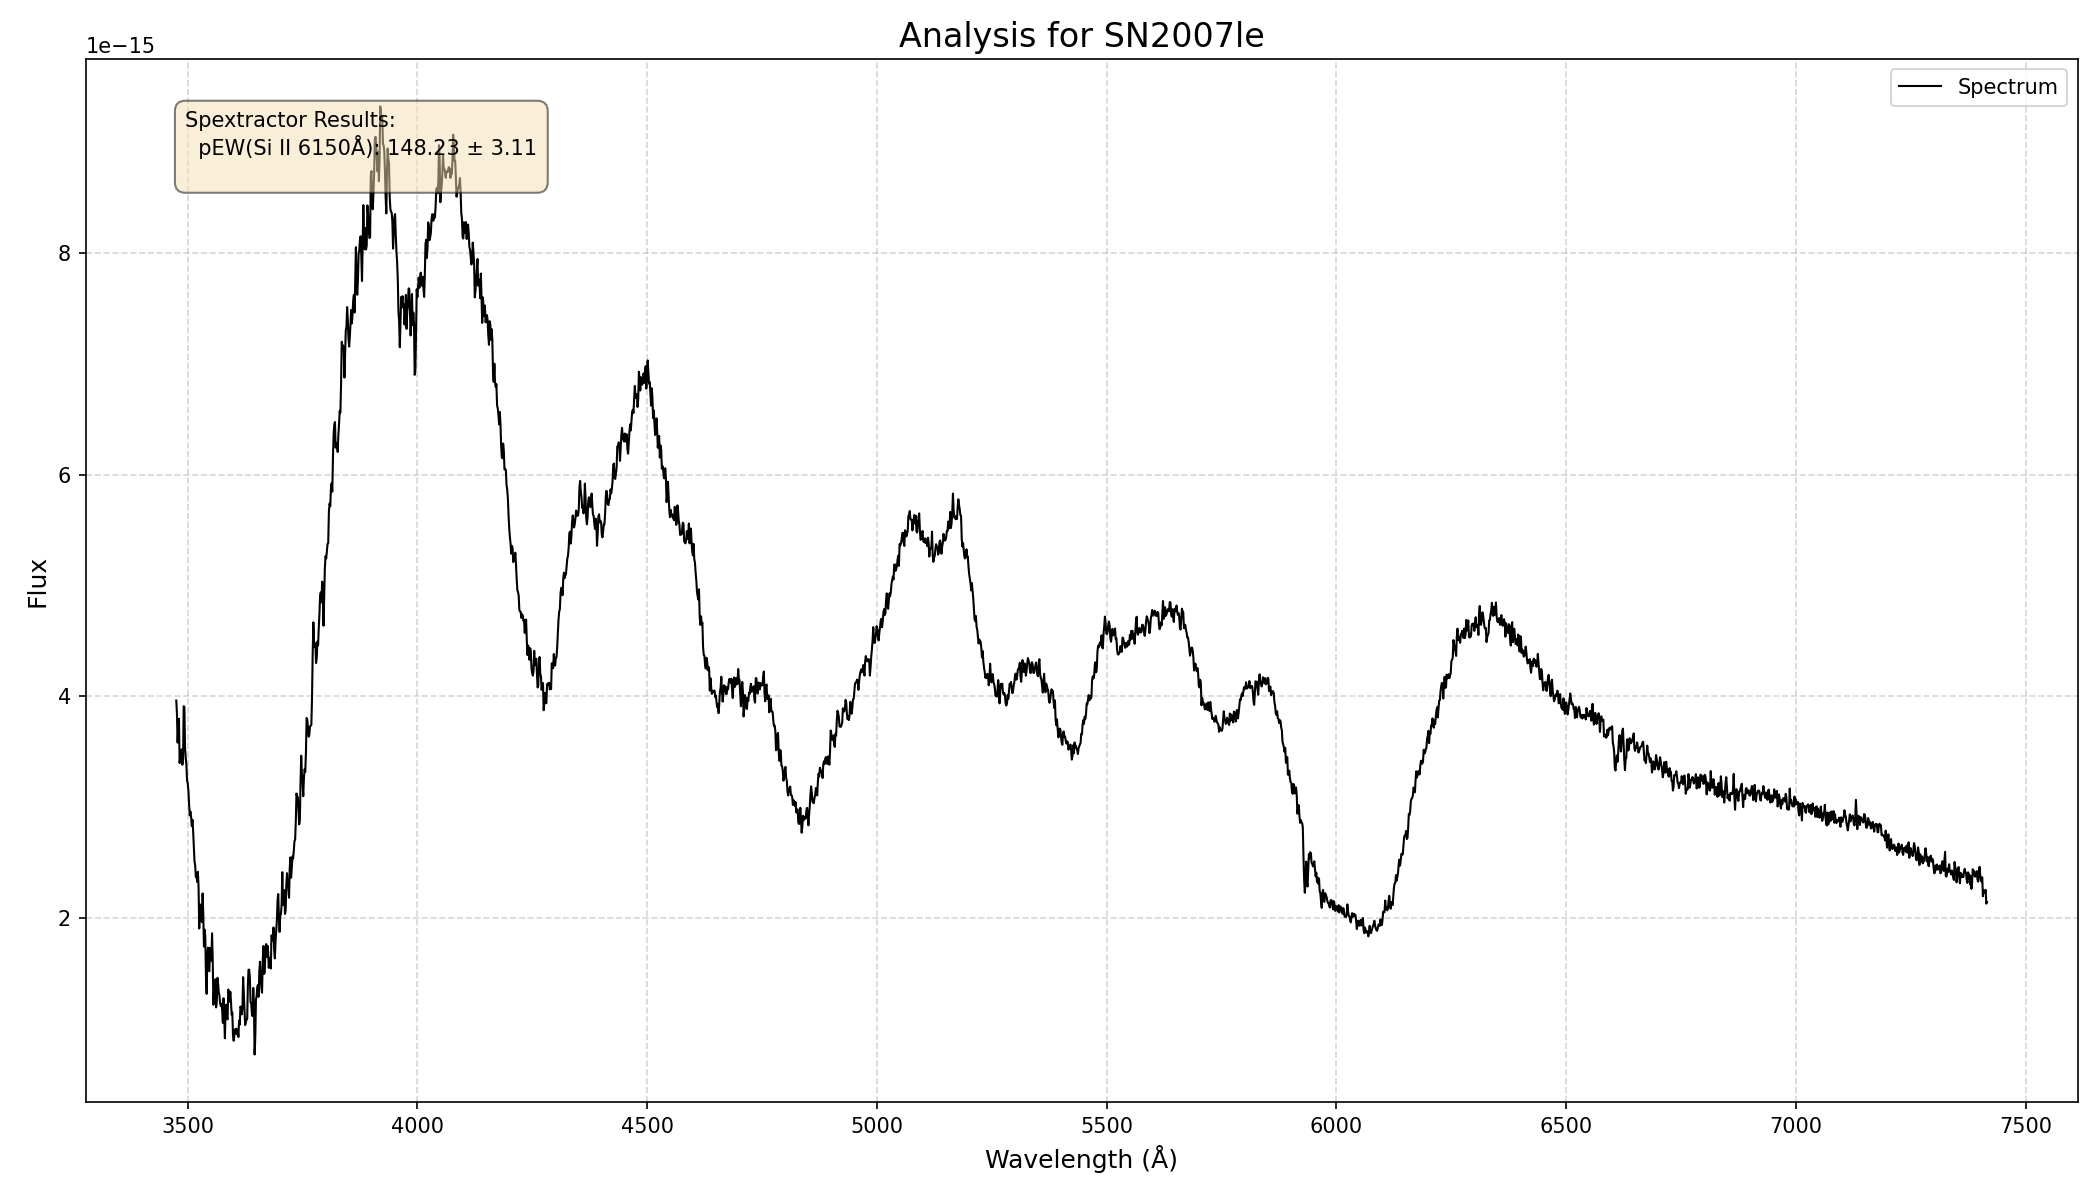 Analysis for SN2007le
1e−15
Spectrum
Spextractor Results:
pEW(Si II 6150Å): 148.23 ± 3.11
8
6
4
2
Flux
3500 4000 4500 5000 5500 6000 6500 7000 7500
Wavelength (Å)